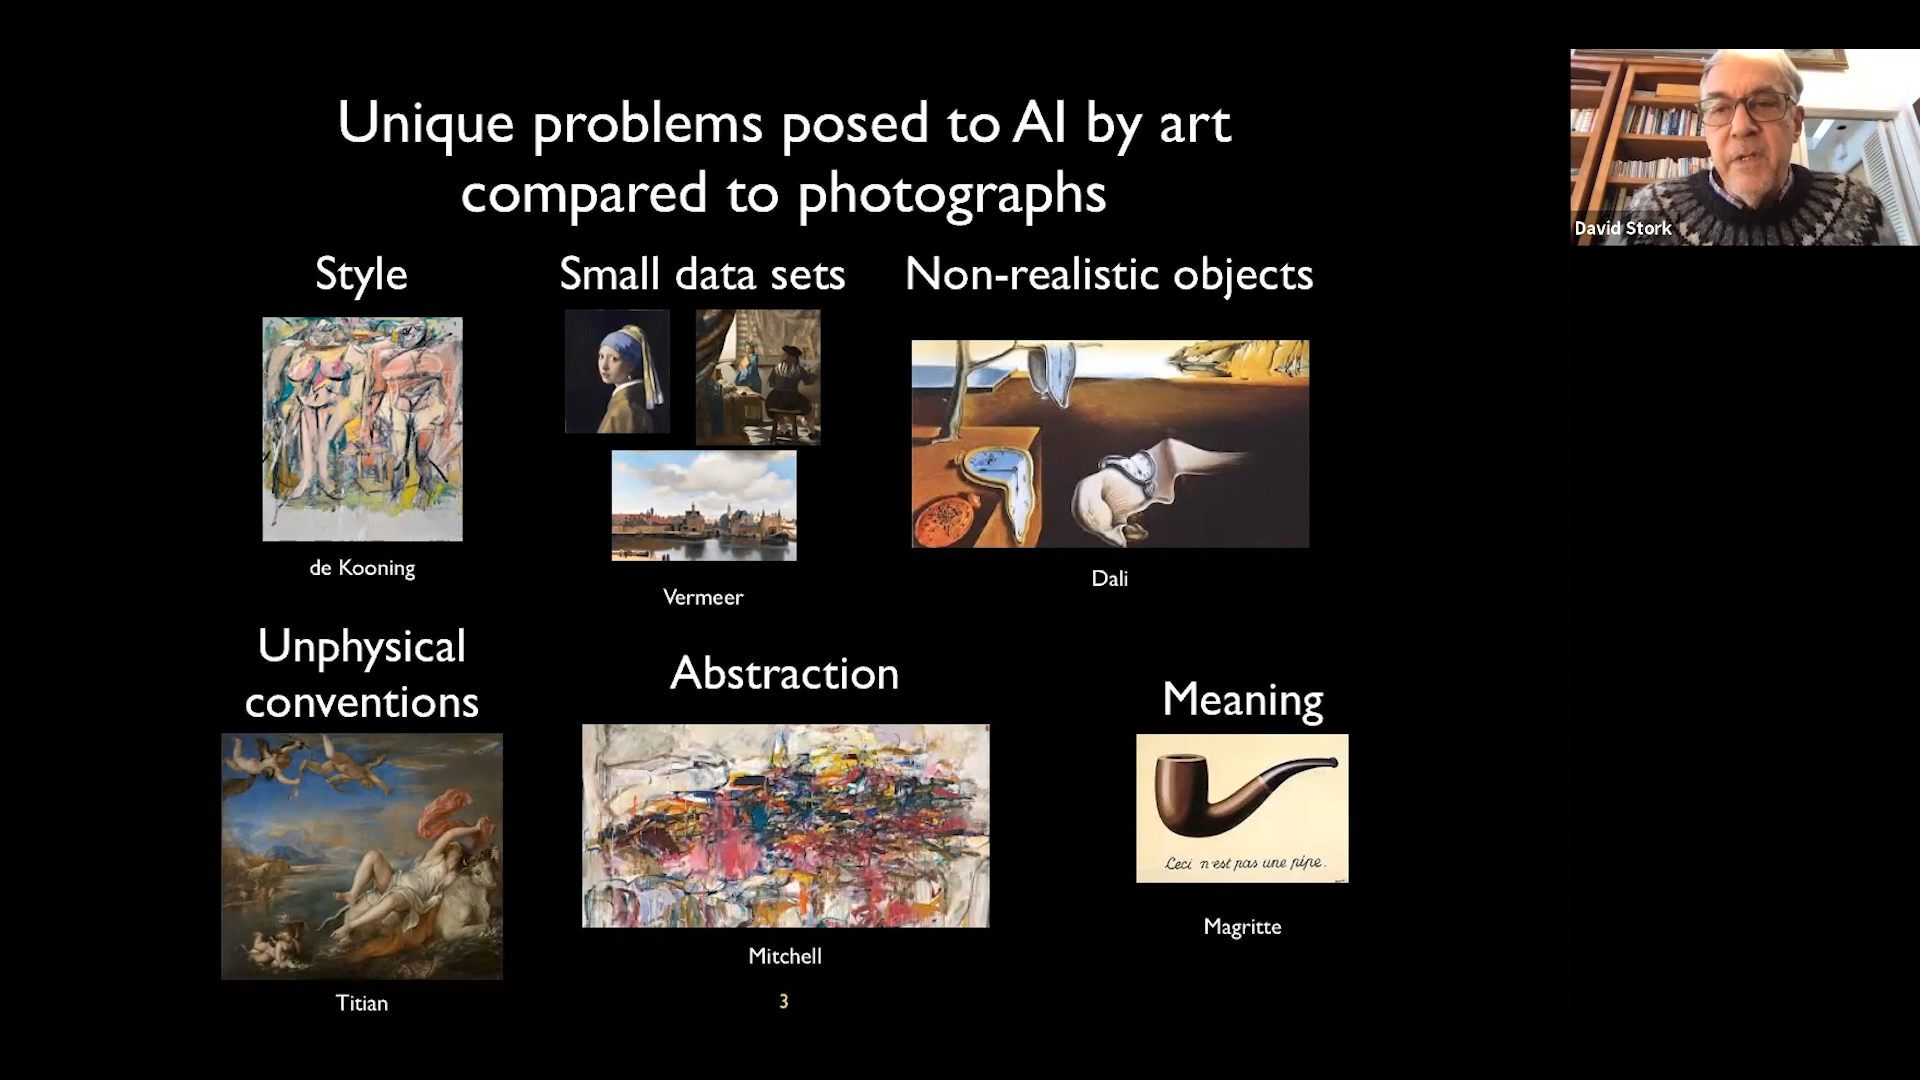 Unique problems posed to AI by art
compared to photographs
David Stork
Style
Small data sets
Non-realistic objects
de Kooning
Vermeer
Dali
Unphysical
conventions
Abstraction
Meaning
Ceci n'est pas une pipe.
Titian
Mitchell
Magritte
3